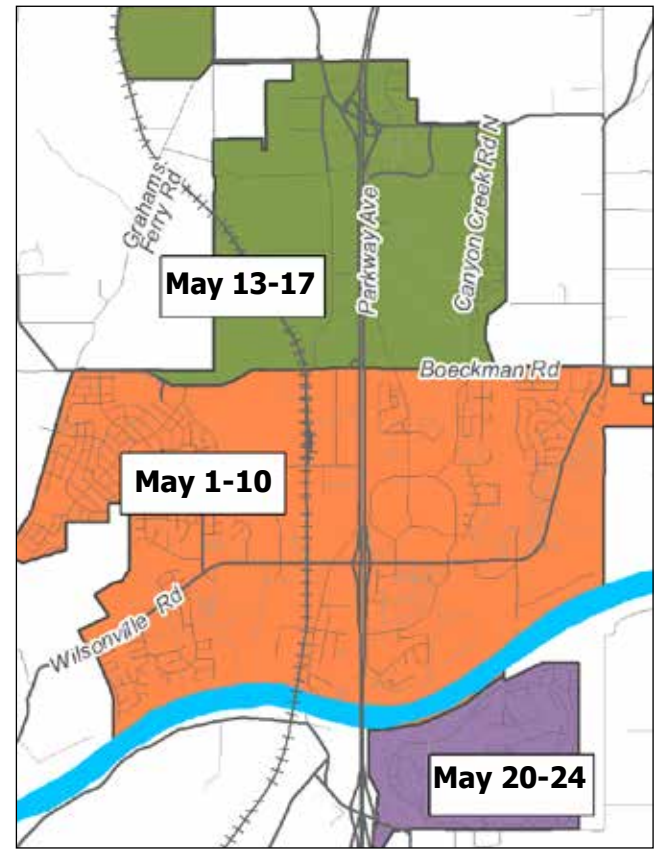 Grahams
Ferry Rd
Parkway Ave
Canyon Creek Rd N
May 13-17
Boeckman Rd
May 1-10
Wilsonville Rd
May 20-24